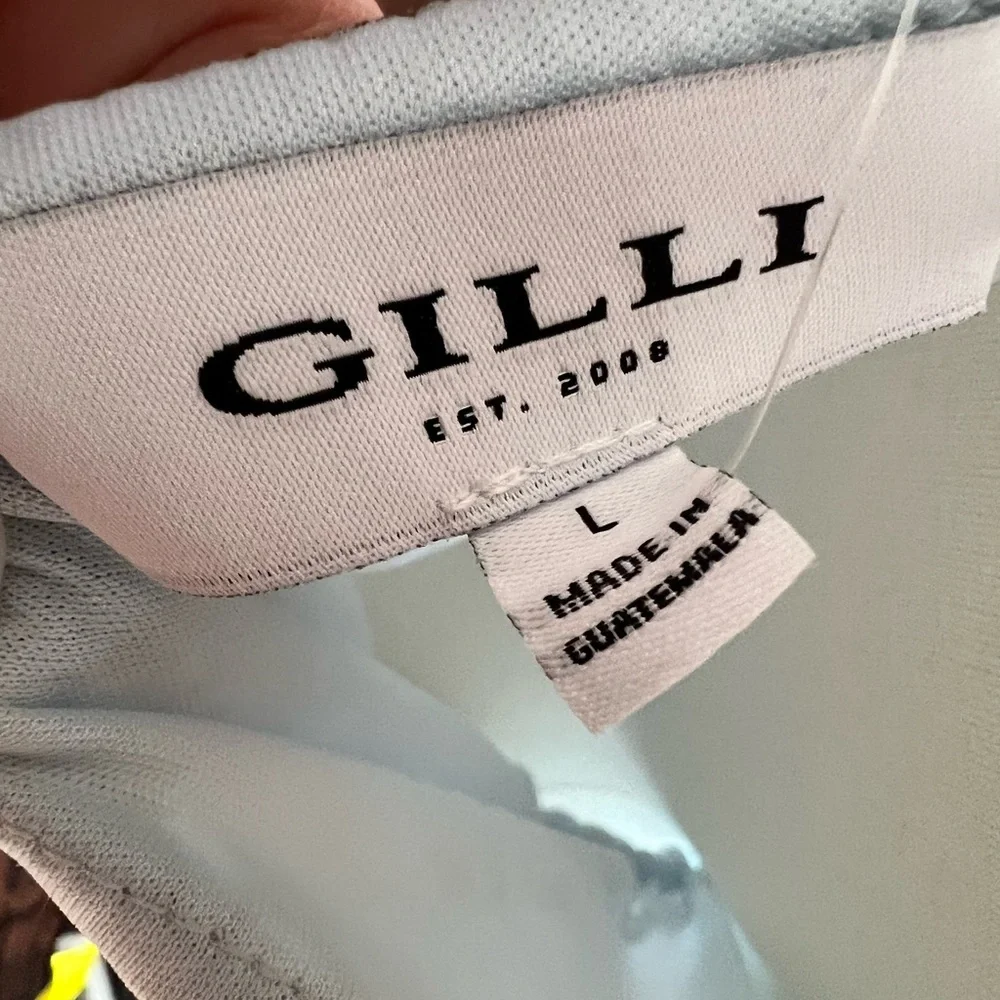 GILLI
EST. 2008
L
MADE IN
GUATEMALA